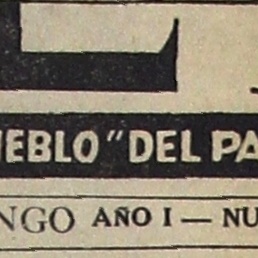 L
UEBLO" DEL PA
NGO AÑO I — NU